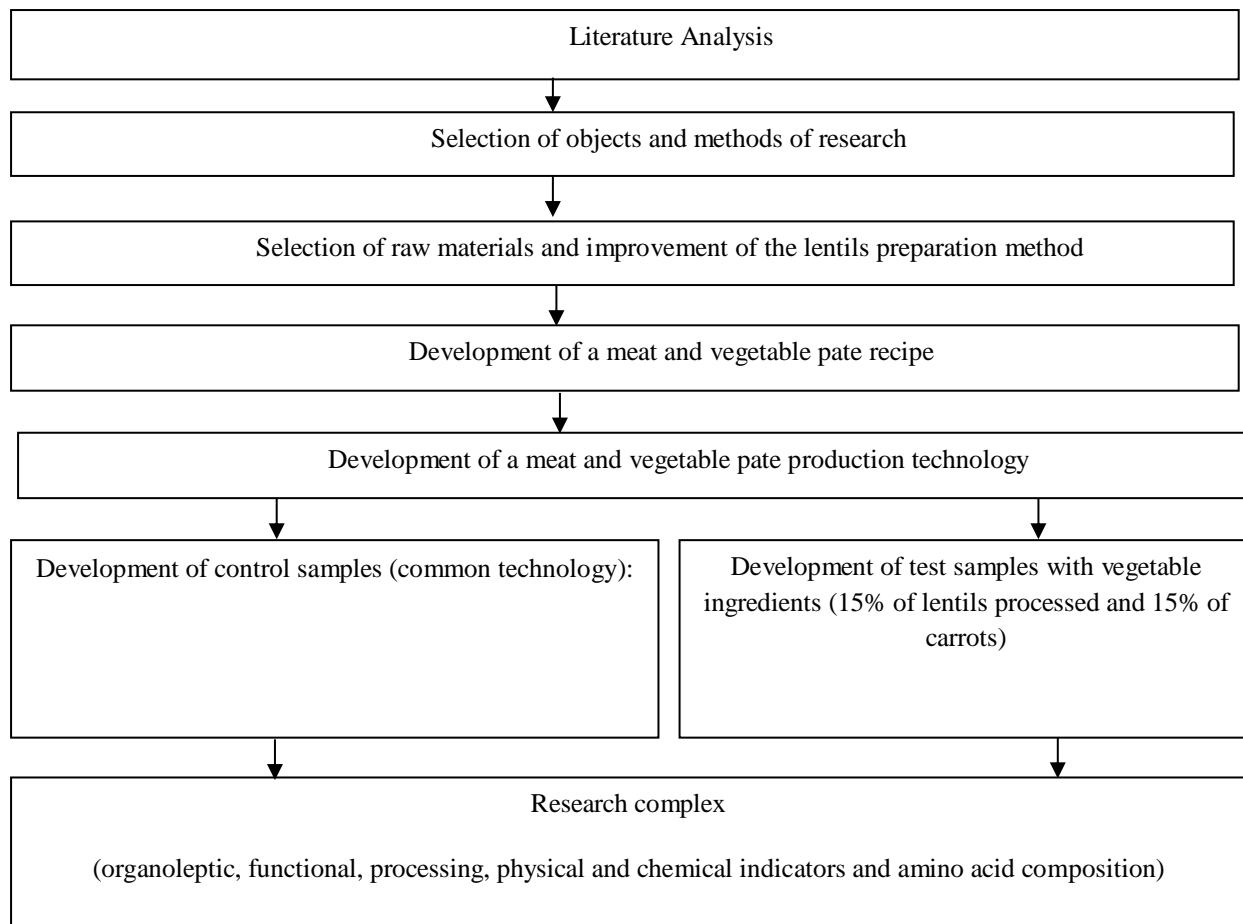 Literature Analysis
Selection of objects and methods of research
Selection of raw materials and improvement of the lentils preparation method
Development of a meat and vegetable pate recipe
Development of a meat and vegetable pate production technology
Development of control samples (common technology):
Development of test samples with vegetable
ingredients (15% of lentils processed and 15% of
carrots)
Research complex
(organoleptic, functional, processing, physical and chemical indicators and amino acid composition)